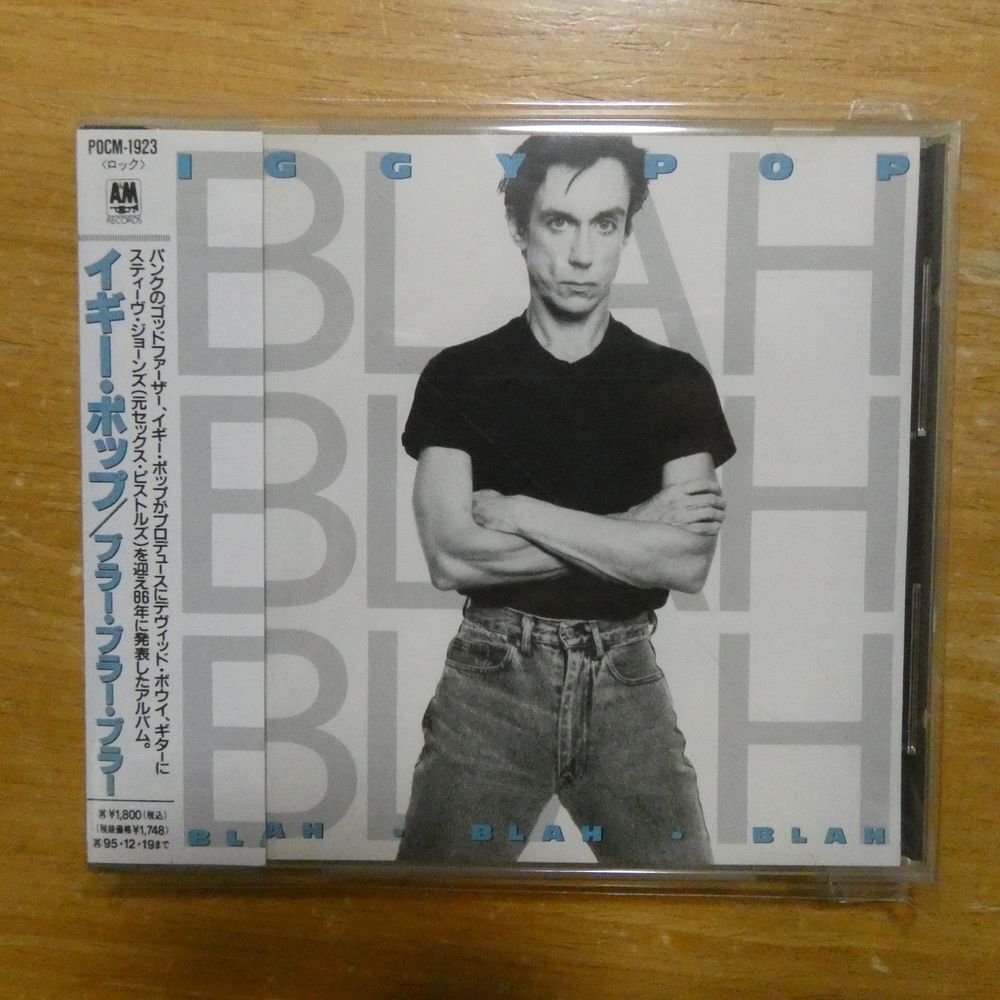 POCM-1923
〈ロック〉
A&M
RECORDS
パンクのゴッドファーザー、イギー・ポップがプロデュースにデヴィッド・ボウイ、ギターに
スティーヴ・ジョーンズ(元セックス・ピストルズ)を迎え86年に発表したアルバム。
イギー・ポップ/ブラー・ブラー・ブラー
¥1,800(税込)
(税抜価格¥1,748)
95・12・19まで
IGGY POP
BLAH
BLAH
BLAH
BLAH・BLAH・BLAH